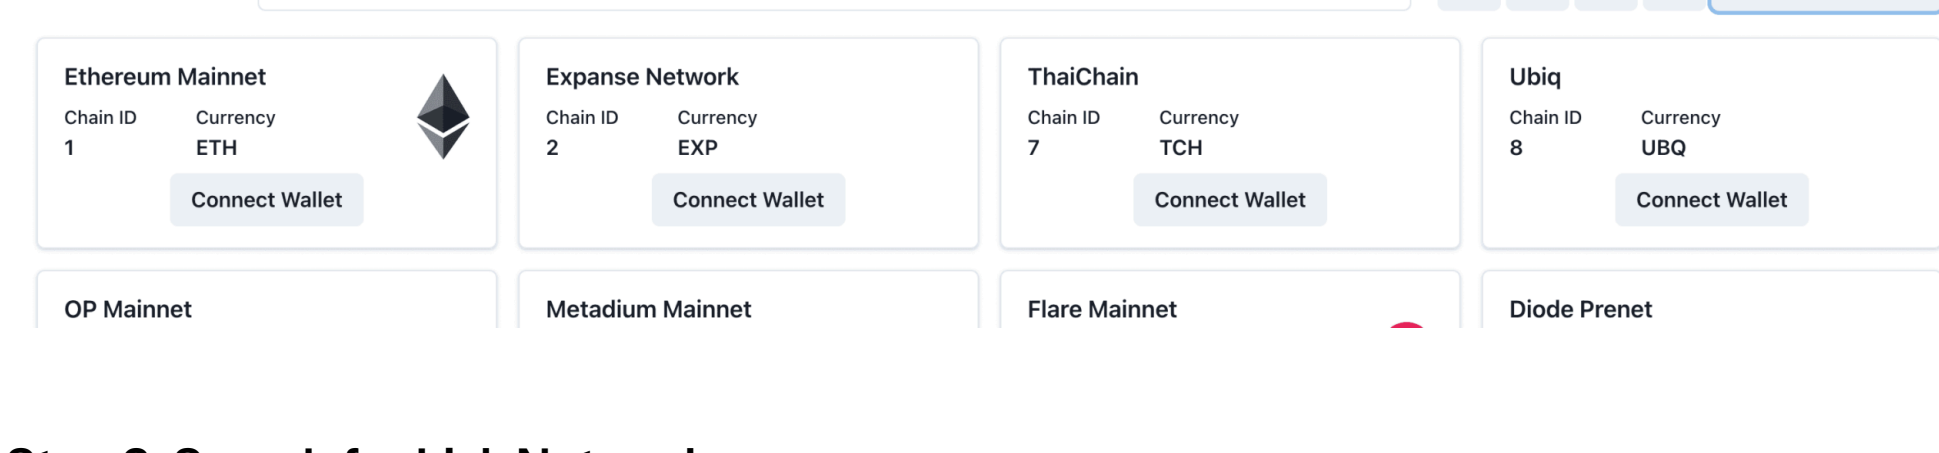 Ethereum Mainnet
Chain ID Currency
1 ETH
Connect Wallet
Expanse Network
Chain ID Currency
2 EXP
Connect Wallet
ThaiChain
Chain ID Currency
7 TCH
Connect Wallet
Ubiq
Chain ID Currency
8 UBQ
Connect Wallet
OP Mainnet
Metadium Mainnet
Flare Mainnet
Diode Prenet